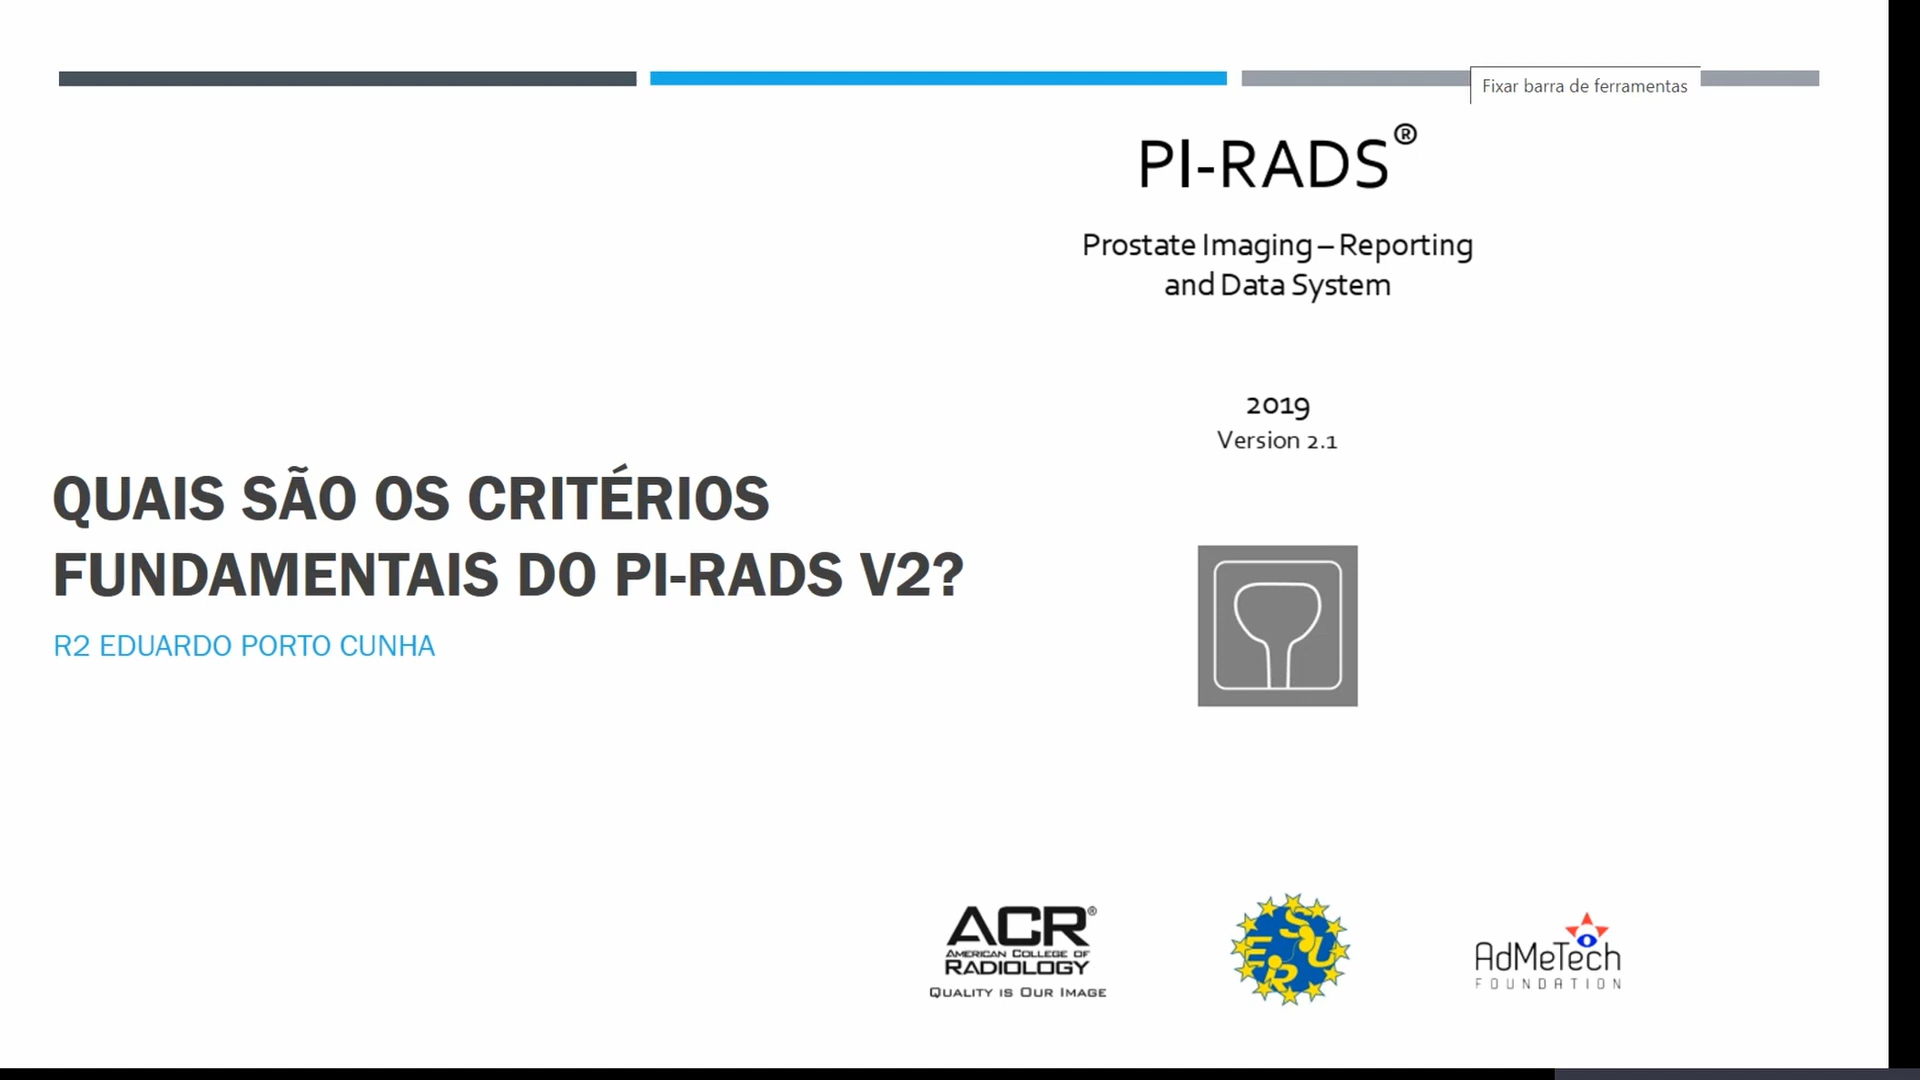 Fixar barra de ferramentas
PI-RADS®
Prostate Imaging – Reporting
and Data System
2019
Version 2.1
QUAIS SÃO OS CRITÉRIOS
FUNDAMENTAIS DO PI-RADS V2?
R2 EDUARDO PORTO CUNHA
ACR®
AMERICAN COLLEGE OF
RADIOLOGY
QUALITY IS OUR IMAGE
ESUR
AdMeTech
FOUNDATION